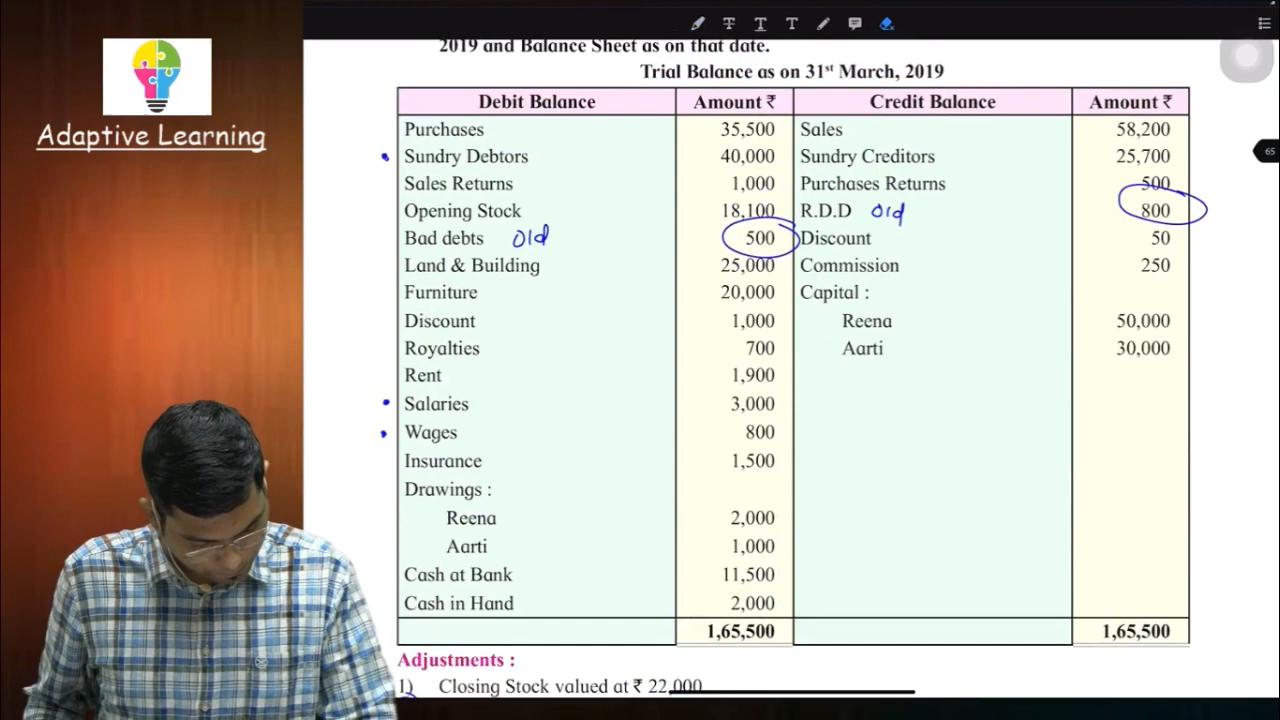 2019 and Balance Sheet as on that date.
Trial Balance as on 31st March, 2019
Adaptive Learning
Debit Balance Amount ₹ Credit Balance Amount ₹
Purchases 35,500 Sales 58,200
Sundry Debtors 40,000 Sundry Creditors 25,700
65
Sales Returns 1,000 Purchases Returns 500
Opening Stock 18,100 R.D.D old 800
Bad debts old 500 Discount 50
Land & Building 25,000 Commission 250
Furniture 20,000 Capital :
Discount 1,000 Reena 50,000
Royalties 700 Aarti 30,000
Rent 1,900
Salaries 3,000
Wages 800
Insurance 1,500
Drawings :
Reena 2,000
Aarti 1,000
Cash at Bank 11,500
Cash in Hand 2,000
1,65,500 1,65,500
Adjustments :
1) Closing Stock valued at ₹ 22,000